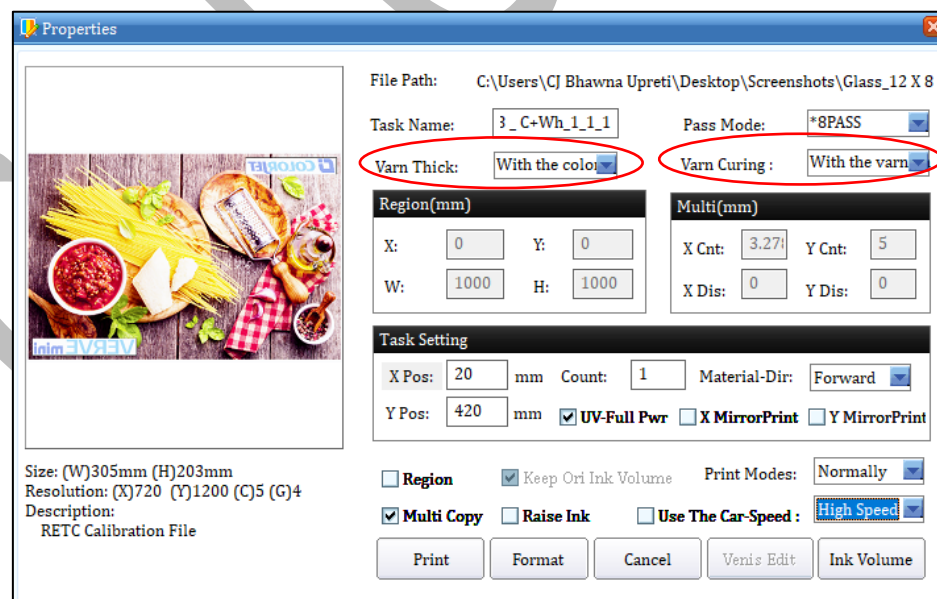 Properties
File Path: C:\Users\CJ Bhawna Upreti\Desktop\Screenshots\Glass_12 X 8
Task Name: 3 _ C+Wh_1_1_1 Pass Mode: *8PASS
Varn Thick: With the color Varn Curing : With the varn
COLORJET
Region(mm) Multi(mm)
X: 0 Y: 0 X Cnt: 3.278 Y Cnt: 5
W: 1000 H: 1000 X Dis: 0 Y Dis: 0
VERVE mini
Task Setting
X Pos: 20 mm Count: 1 Material-Dir: Forward
Y Pos: 420 mm UV-Full Pwr X MirrorPrint Y MirrorPrint
Size: (W)305mm (H)203mm
Resolution: (X)720 (Y)1200 (C)5 (G)4
Description:
RETC Calibration File
Region Keep Ori Ink Volume Print Modes: Normally
Multi Copy Raise Ink Use The Car-Speed : High Speed
Print Format Cancel Venis Edit Ink Volume